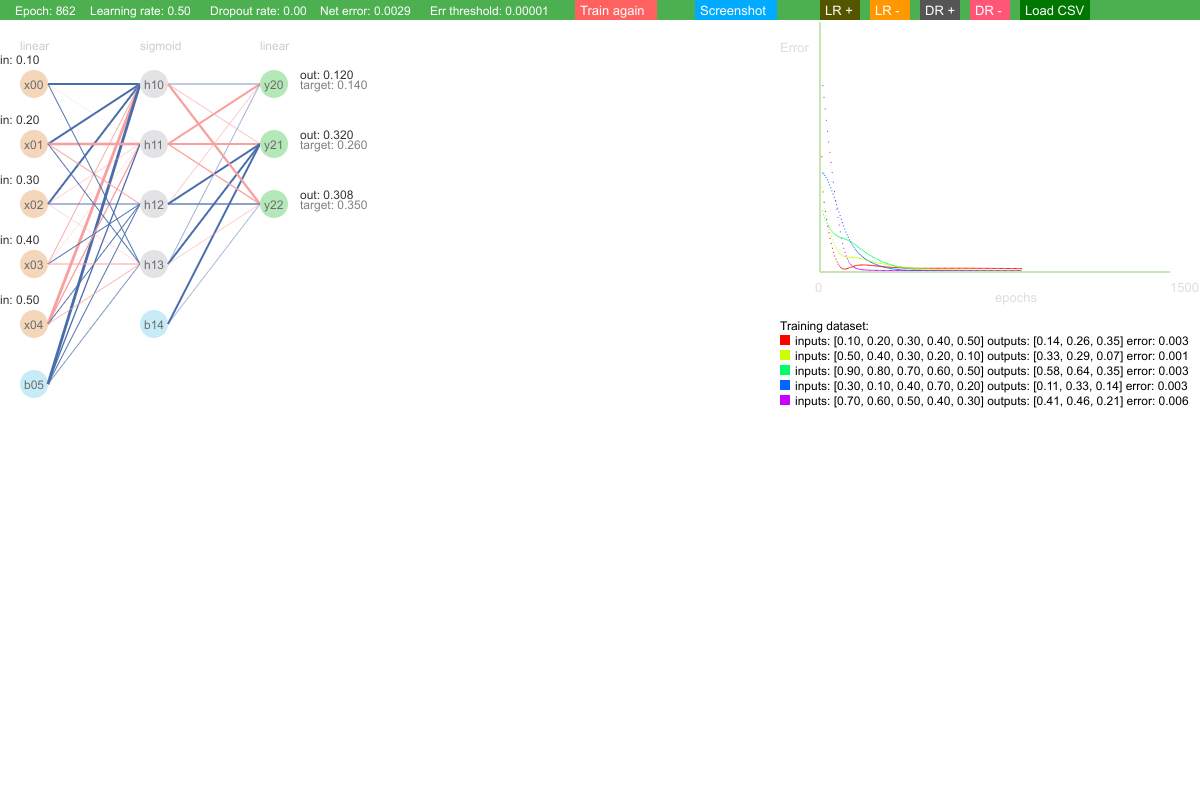 Epoch: 862 Learning rate: 0.50 Dropout rate: 0.00 Net error: 0.0029 Err threshold: 0.00001 Train again Screenshot LR + LR - DR + DR - Load CSV
linear sigmoid linear
Error
in: 0.10
x00 h10 y20
out: 0.120
target: 0.140
in: 0.20
x01 h11 y21
out: 0.320
target: 0.260
in: 0.30
x02 h12 y22
out: 0.308
target: 0.350
in: 0.40
x03 h13
in: 0.50
x04 b14
b05
0 1500
epochs
Training dataset:
inputs: [0.10, 0.20, 0.30, 0.40, 0.50] outputs: [0.14, 0.26, 0.35] error: 0.003
inputs: [0.50, 0.40, 0.30, 0.20, 0.10] outputs: [0.33, 0.29, 0.07] error: 0.001
inputs: [0.90, 0.80, 0.70, 0.60, 0.50] outputs: [0.58, 0.64, 0.35] error: 0.003
inputs: [0.30, 0.10, 0.40, 0.70, 0.20] outputs: [0.11, 0.33, 0.14] error: 0.003
inputs: [0.70, 0.60, 0.50, 0.40, 0.30] outputs: [0.41, 0.46, 0.21] error: 0.006